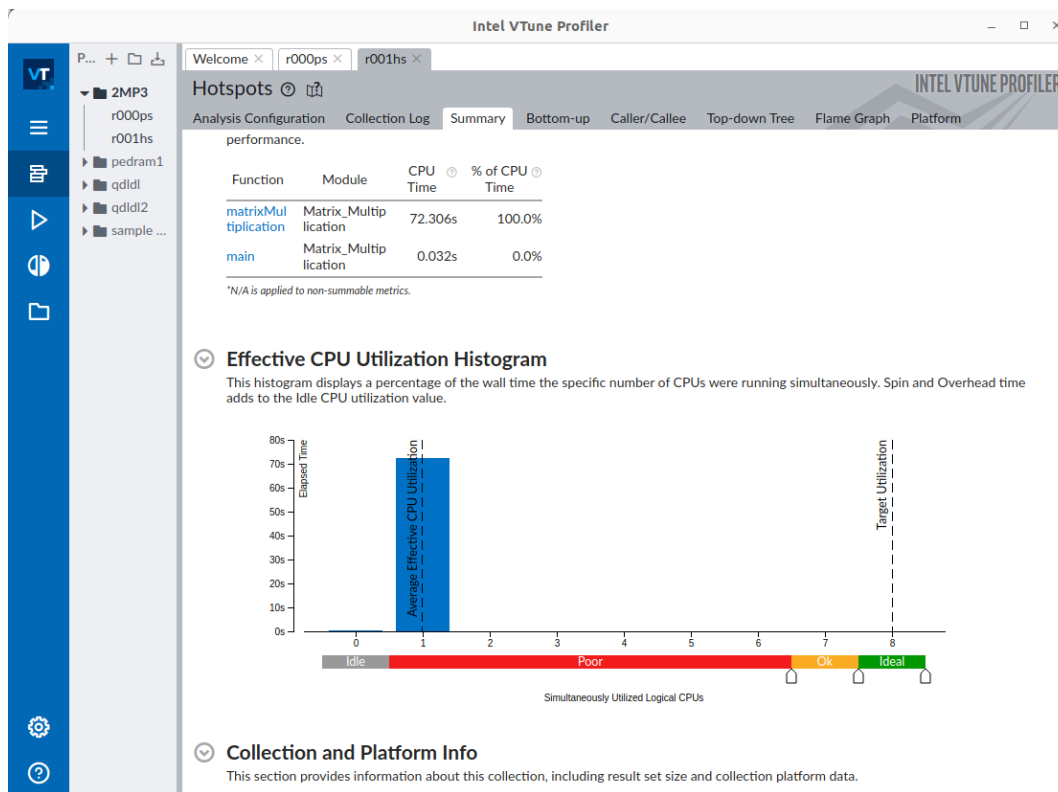 Intel VTune Profiler
VT
P...
2MP3
r000ps
r001hs
pedram1
qdldl
qdldl2
sample ...
Welcome
r000ps
r001hs
Hotspots
INTEL VTUNE PROFILER
Analysis Configuration
Collection Log
Summary
Bottom-up
Caller/Callee
Top-down Tree
Flame Graph
Platform
performance.
Function
Module
CPU
Time
% of CPU
Time
matrixMul
tiplication
Matrix_Multip
lication
72.306s
100.0%
main
Matrix_Multip
lication
0.032s
0.0%
*N/A is applied to non-summable metrics.
Effective CPU Utilization Histogram
This histogram displays a percentage of the wall time the specific number of CPUs were running simultaneously. Spin and Overhead time
adds to the Idle CPU utilization value.
80s
70s
60s
50s
40s
30s
20s
10s
0s
Elapsed Time
Average Effective CPU Utilization
Target Utilization
0
1
2
3
4
5
6
7
8
Idle
Poor
Ok
Ideal
Simultaneously Utilized Logical CPUs
Collection and Platform Info
This section provides information about this collection, including result set size and collection platform data.